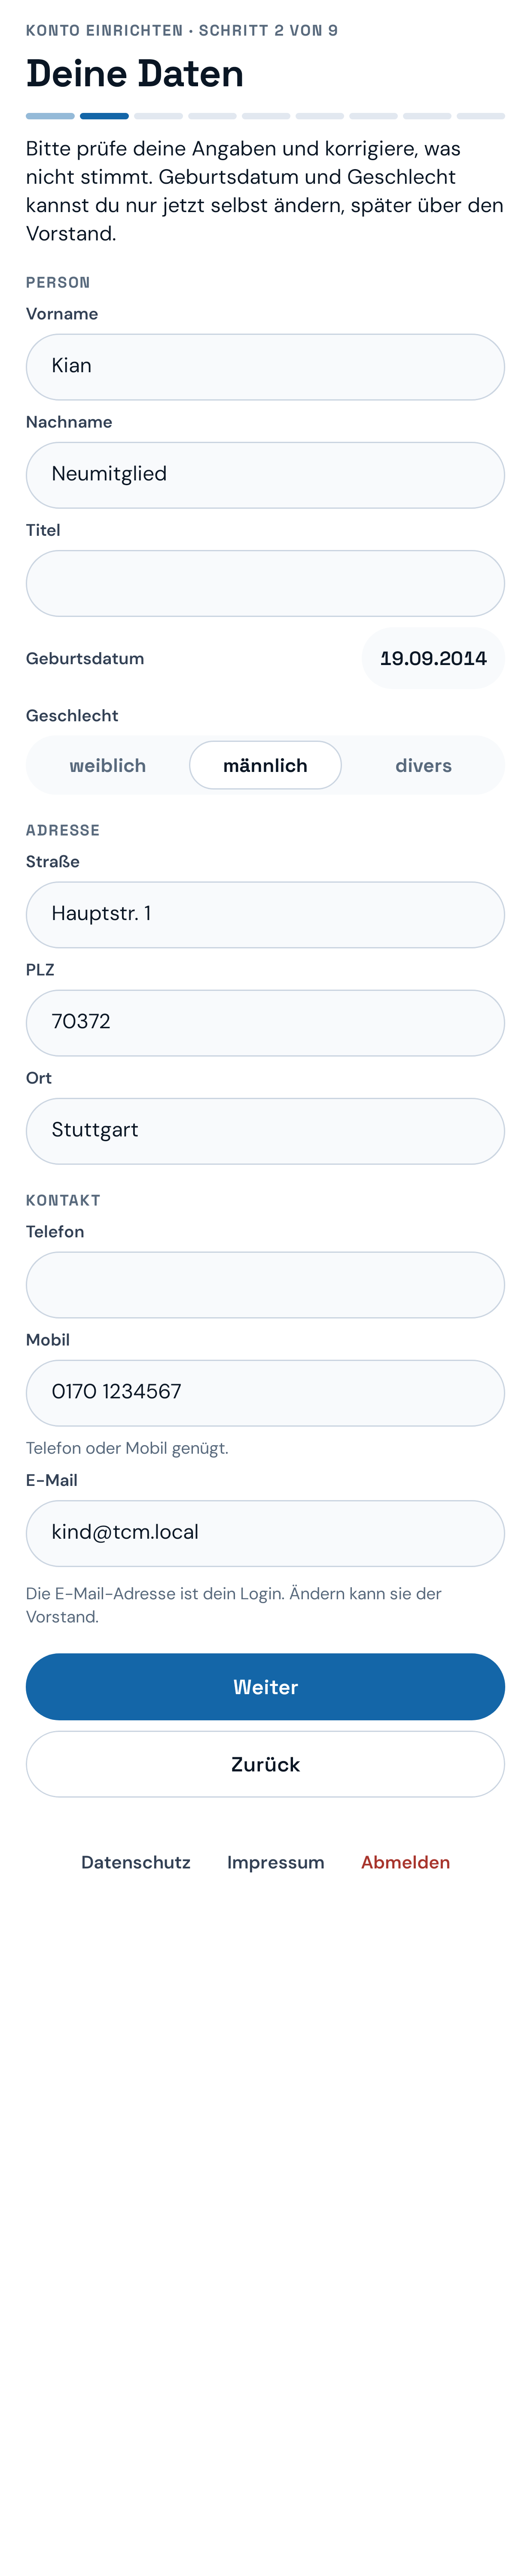 KONTO EINRICHTEN · SCHRITT 2 VON 9
Deine Daten
Bitte prüfe deine Angaben und korrigiere, was
nicht stimmt. Geburtsdatum und Geschlecht
kannst du nur jetzt selbst ändern, später über den
Vorstand.
PERSON
Vorname
Kian
Nachname
Neumitglied
Titel
Geburtsdatum 19.09.2014
Geschlecht
weiblich männlich divers
ADRESSE
Straße
Hauptstr. 1
PLZ
70372
Ort
Stuttgart
KONTAKT
Telefon
Mobil
0170 1234567
Telefon oder Mobil genügt.
E-Mail
kind@tcm.local
Die E-Mail-Adresse ist dein Login. Ändern kann sie der
Vorstand.
Weiter
Zurück
Datenschutz Impressum Abmelden